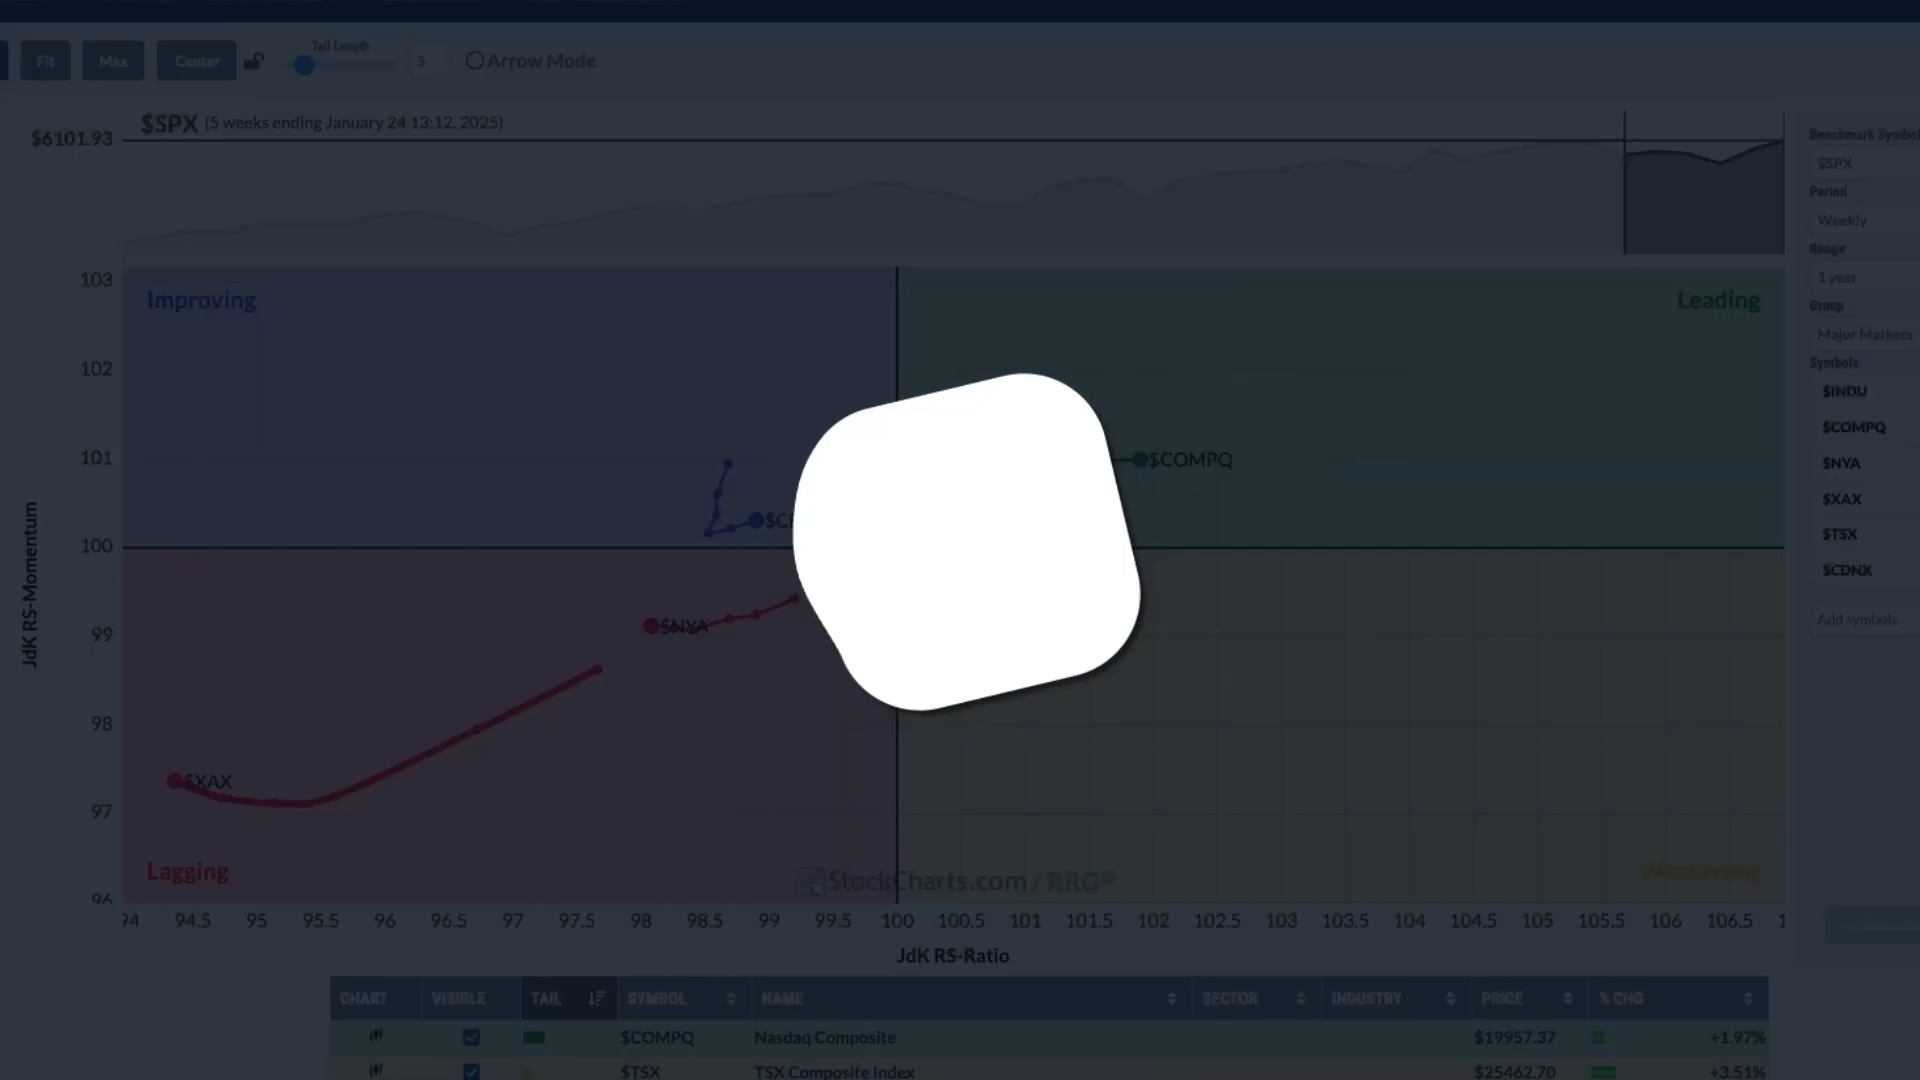 Fit Max Center Tail Length 5 Arrow Mode
$SPX (5 weeks ending January 24 13:12, 2025)
$6101.93
Benchmark Symbol
$SPX
Period
Weekly
Range
1 year
Group
Major Markets
Symbols
$INDU
$COMPQ
$NYA
$XAX
$TSX
$CDNX
Add symbols
103
102
101
100
99
98
97
96
JdK RS-Momentum
Improving
Leading
$COMPQ
$NYA
$XAX
Lagging
Weakening
StockCharts.com / RRG®
94 94.5 95 95.5 96 96.5 97 97.5 98 98.5 99 99.5 100 100.5 101 101.5 102 102.5 103 103.5 104 104.5 105 105.5 106 106.5
JdK RS-Ratio
CHART VISIBLE TAIL SYMBOL NAME SECTOR INDUSTRY PRICE % CHG
$COMPQ Nasdaq Composite $19957.37 +1.97%
$TSX TSX Composite Index $25462.70 +3.51%